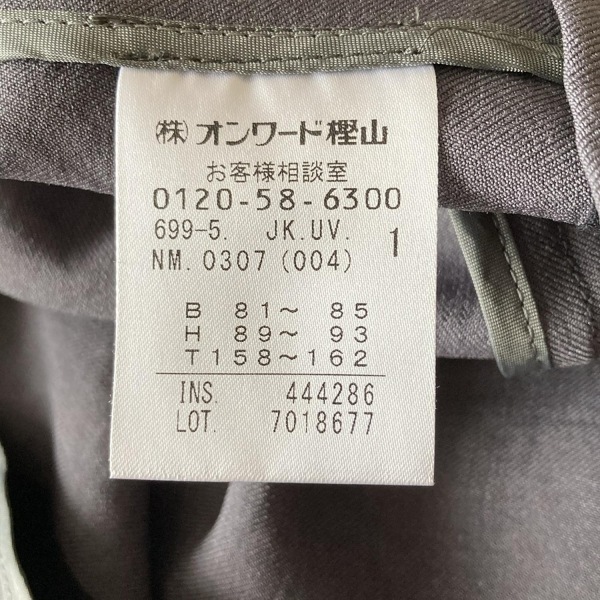 ㈱オンワード樫山
お客様相談室
0120-58-6300
699-5. JK.UV. 1
NM.0307(004)
B 81～ 85
H 89～ 93
T158～162
INS. 444286
LOT. 7018677